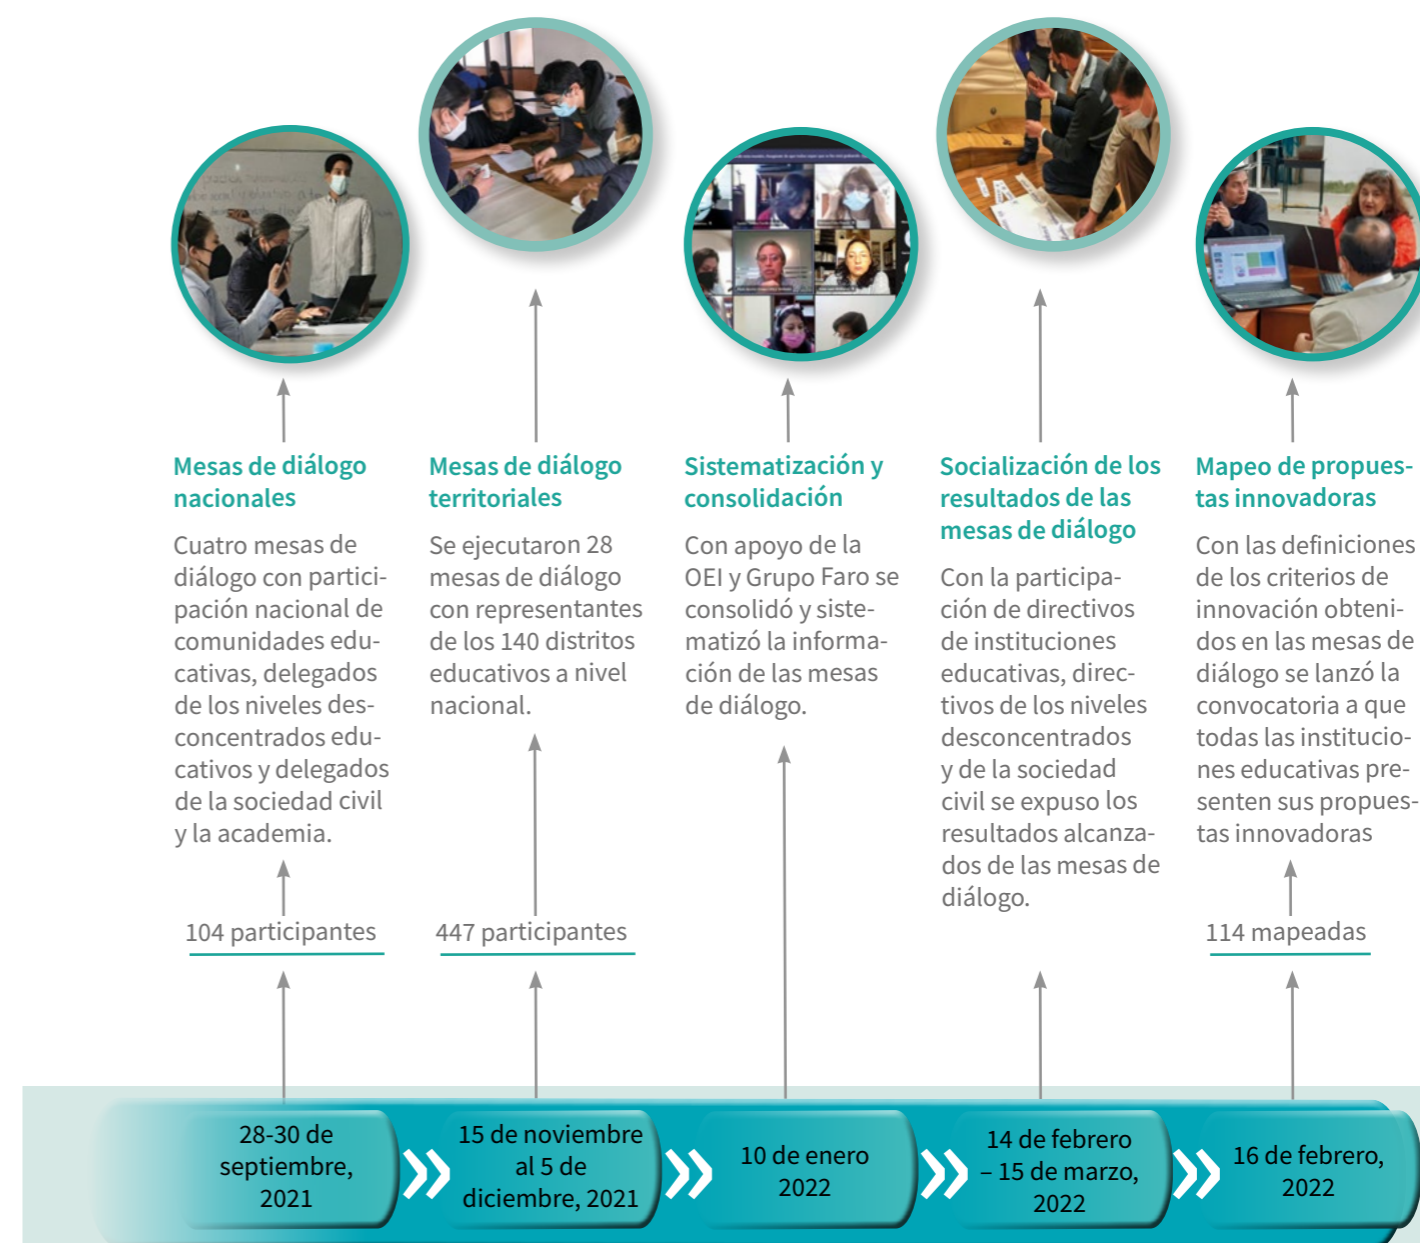 Mesas de diálogo
nacionales
Cuatro mesas de
diálogo con partici-
pación nacional de
comunidades edu-
cativas, delegados
de los niveles des-
concentrados edu-
cativos y delegados
de la sociedad civil
y la academia.
104 participantes
28-30 de
septiembre,
2021
Mesas de diálogo
territoriales
Se ejecutaron 28
mesas de diálogo
con representantes
de los 140 distritos
educativos a nivel
nacional.
447 participantes
15 de noviembre
al 5 de
diciembre, 2021
Sistematización y
consolidación
Con apoyo de la
OEI y Grupo Faro se
consolidó y siste-
matizó la informa-
ción de las mesas
de diálogo.
10 de enero
2022
Socialización de los
resultados de las
mesas de diálogo
Con la participa-
ción de directivos
de instituciones
educativas, direc-
tivos de los niveles
desconcentrados
y de la sociedad
civil se expuso los
resultados alcanza-
dos de las mesas de
diálogo.
14 de febrero
– 15 de marzo,
2022
Mapeo de propues-
tas innovadoras
Con las definiciones
de los criterios de
innovación obteni-
dos en las mesas de
diálogo se lanzó la
convocatoria a que
todas las institucio-
nes educativas pre-
senten sus propues-
tas innovadoras
114 mapeadas
16 de febrero,
2022